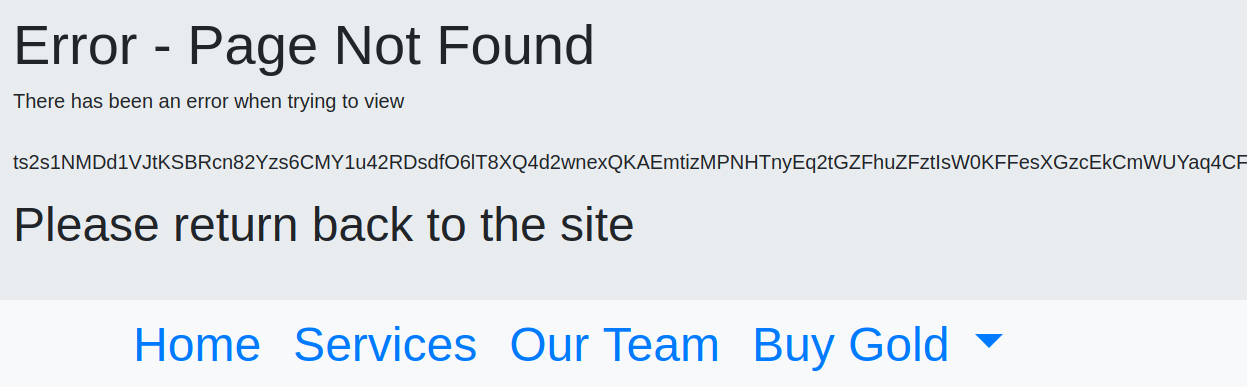 Error - Page Not Found
There has been an error when trying to view
ts2s1NMDd1VJtKSBRcn82Yzs6CMY1u42RDsdfO6lT8XQ4d2wnexQKAEmtizMPNHTnyEq2tGZFhuZFztIsW0KFFesXGzcEkCmWUYaq4CF
Please return back to the site
Home Services Our Team Buy Gold